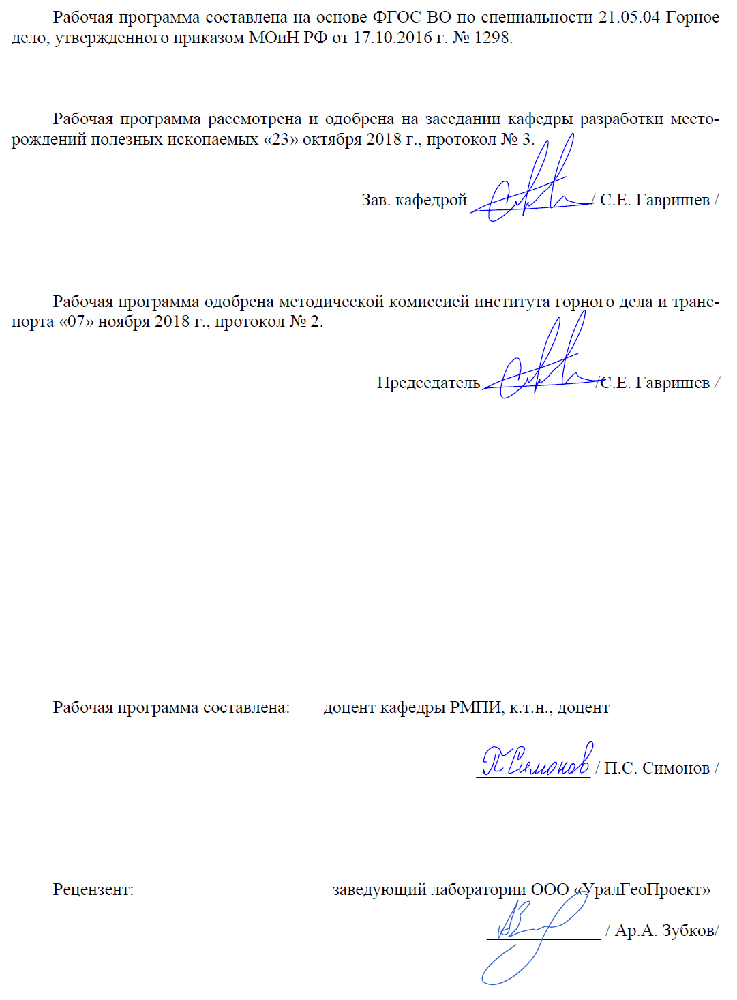 Рабочая программа составлена на основе ФГОС ВО по специальности 21.05.04 Горное
дело, утвержденного приказом МОиН РФ от 17.10.2016 г. № 1298.
Рабочая программа рассмотрена и одобрена на заседании кафедры разработки место-
рождений полезных ископаемых «23» октября 2018 г., протокол № 3.
Зав. кафедрой / С.Е. Гавришев /
Рабочая программа одобрена методической комиссией института горного дела и транс-
порта «07» ноября 2018 г., протокол № 2.
Председатель /С.Е. Гавришев /
Рабочая программа составлена: доцент кафедры РМПИ, к.т.н., доцент
П Симонов / П.С. Симонов /
Рецензент: заведующий лаборатории ООО «УралГеоПроект»
/ Ар.А. Зубков/